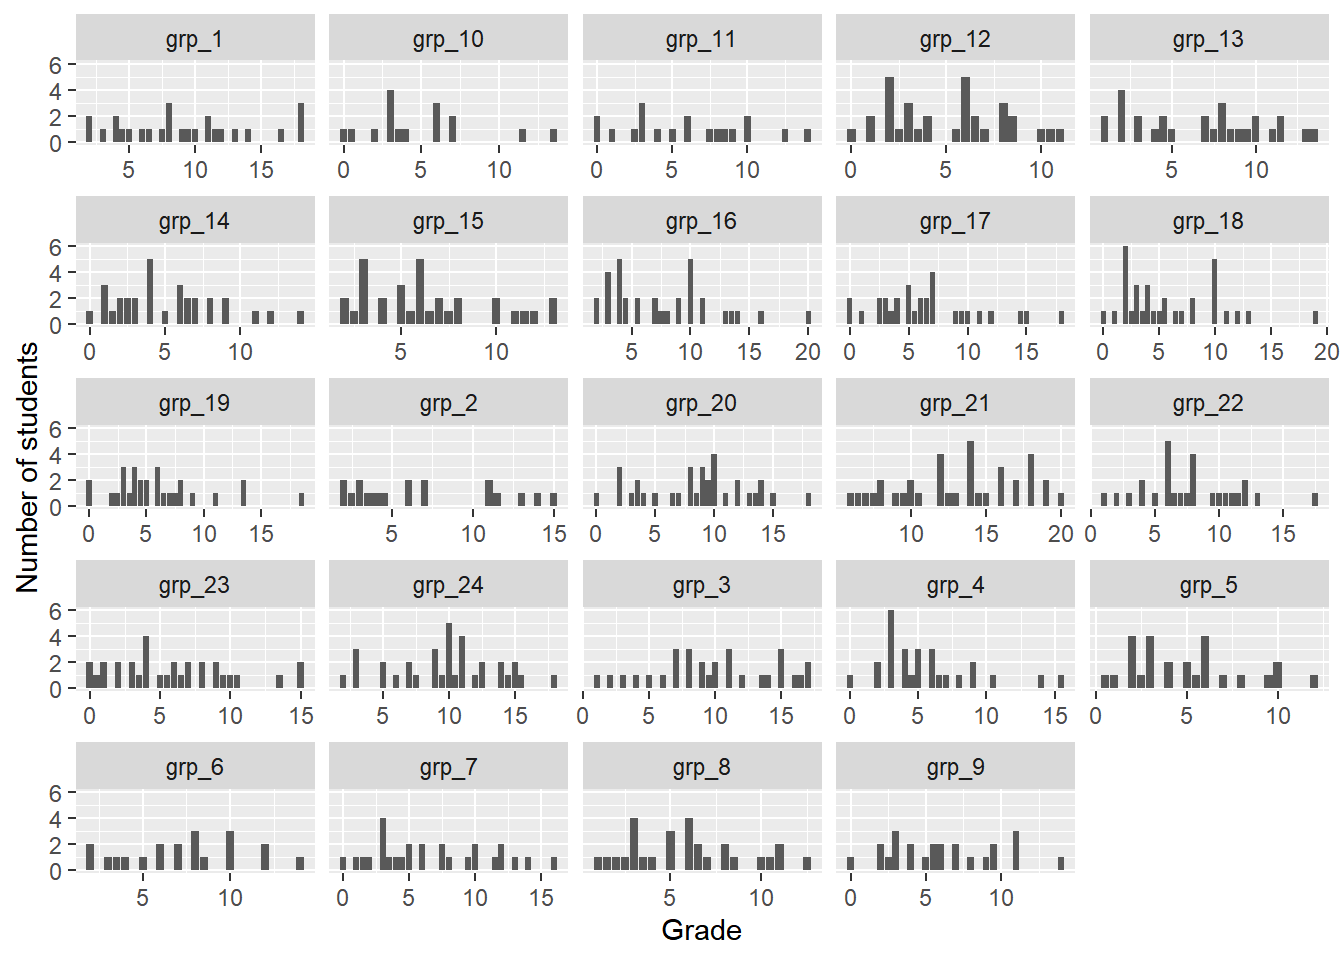 grp_1 grp_10 grp_11 grp_12 grp_13
6
4
2
0
5 10 15 0 5 10 0 5 10 0 5 10 5 10
grp_14 grp_15 grp_16 grp_17 grp_18
6
4
2
0
0 5 10 5 10 5 10 15 20 0 5 10 15 0 5 10 15 20
Number of students
grp_19 grp_2 grp_20 grp_21 grp_22
6
4
2
0
0 5 10 15 5 10 15 0 5 10 15 10 15 20 0 5 10 15
grp_23 grp_24 grp_3 grp_4 grp_5
6
4
2
0
0 5 10 15 5 10 15 0 5 10 15 0 5 10 15 0 5 10
grp_6 grp_7 grp_8 grp_9
6
4
2
0
5 10 0 5 10 15 5 10 0 5 10
Grade